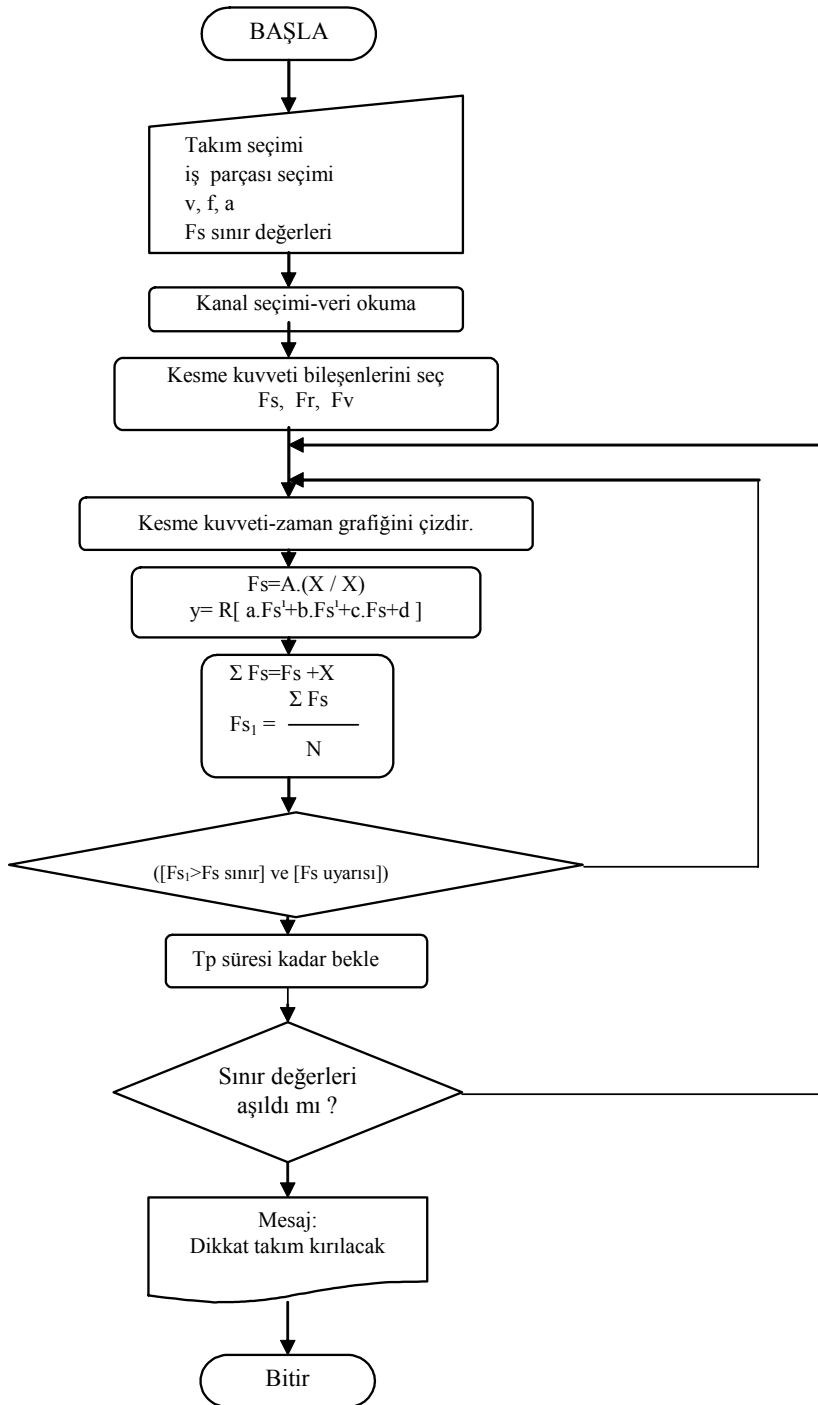 BAŞLA
Takım seçimi
iş parçası seçimi
v, f, a
Fs sınır değerleri
Kanal seçimi-veri okuma
Kesme kuvveti bileşenlerini seç
Fs, Fr, Fv
Kesme kuvveti-zaman grafiğini çizdir.
Fs=A.(X / X)
y= R[ a.Fs¹+b.Fs¹+c.Fs+d ]
Σ Fs=Fs +X
Σ Fs
Fs₁ =
N
([Fs₁>Fs sınır] ve [Fs uyarısı])
Tp süresi kadar bekle
Sınır değerleri
aşıldı mı ?
Mesaj:
Dikkat takım kırılacak
Bitir